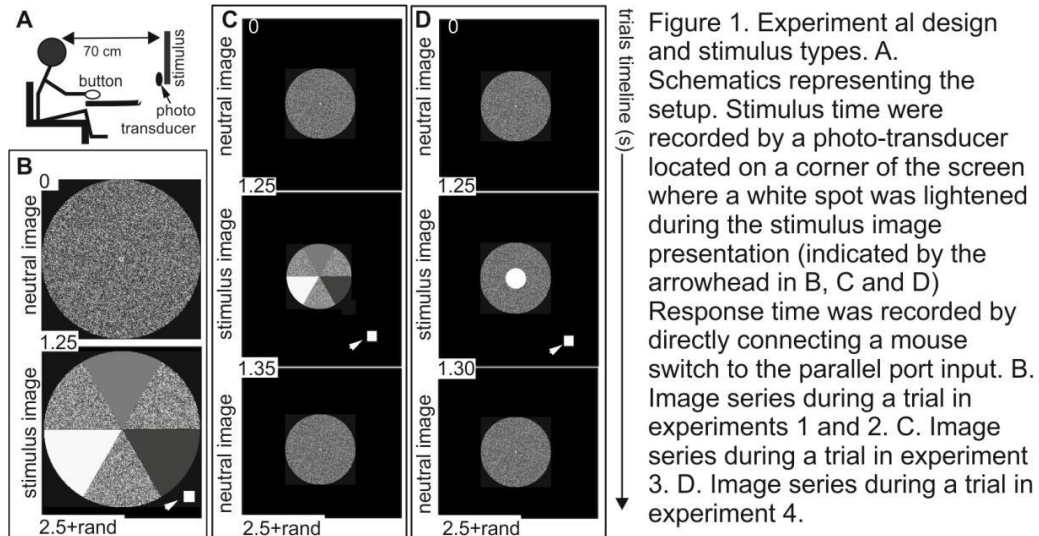 A
70 cm
stimulus
button
photo
transducer
B
0
neutral image
1.25
stimulus image
2.5+rand
C
0
neutral image
1.25
stimulus image
1.35
neutral image
2.5+rand
D
0
neutral image
1.25
stimulus image
1.30
neutral image
2.5+rand
trials timeline (s)
Figure 1. Experiment al design
and stimulus types. A.
Schematics representing the
setup. Stimulus time were
recorded by a photo-transducer
located on a corner of the screen
where a white spot was lightened
during the stimulus image
presentation (indicated by the
arrowhead in B, C and D)
Response time was recorded by
directly connecting a mouse
switch to the parallel port input. B.
Image series during a trial in
experiments 1 and 2. C. Image
series during a trial in experiment
3. D. Image series during a trial in
experiment 4.